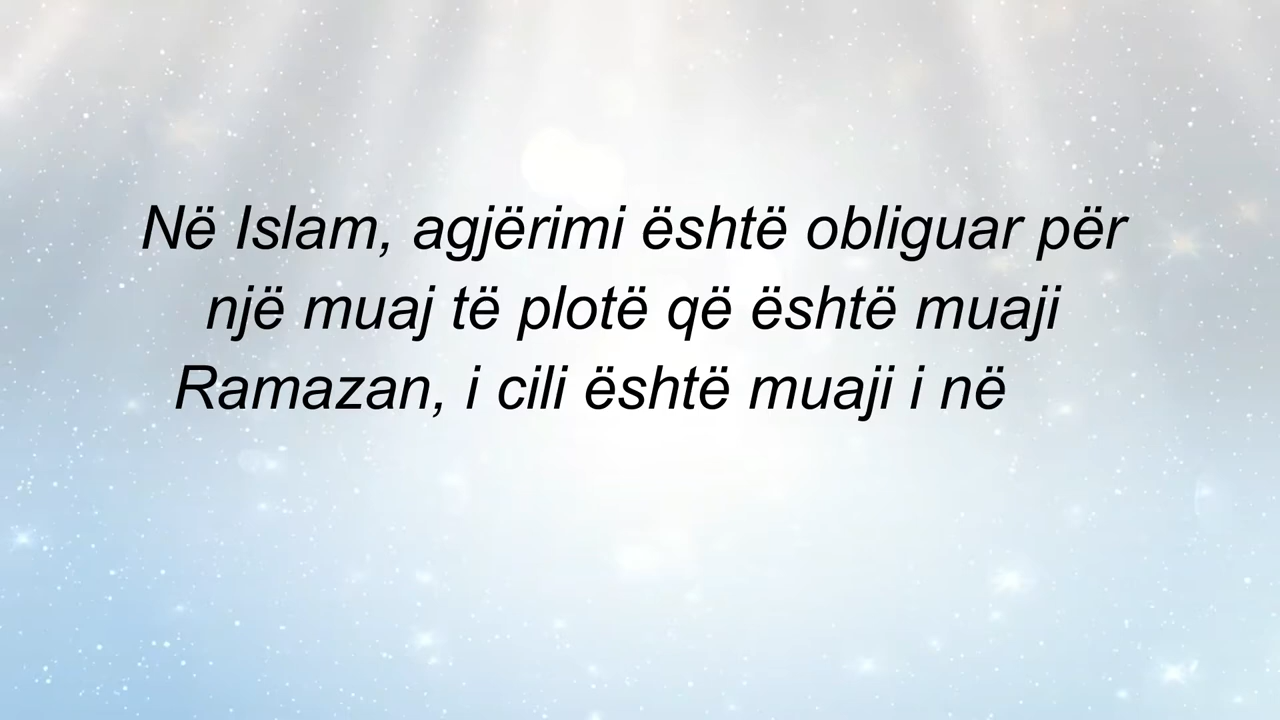 Në Islam, agjërimi është obliguar për
një muaj të plotë që është muaji
Ramazan, i cili është muaji i në